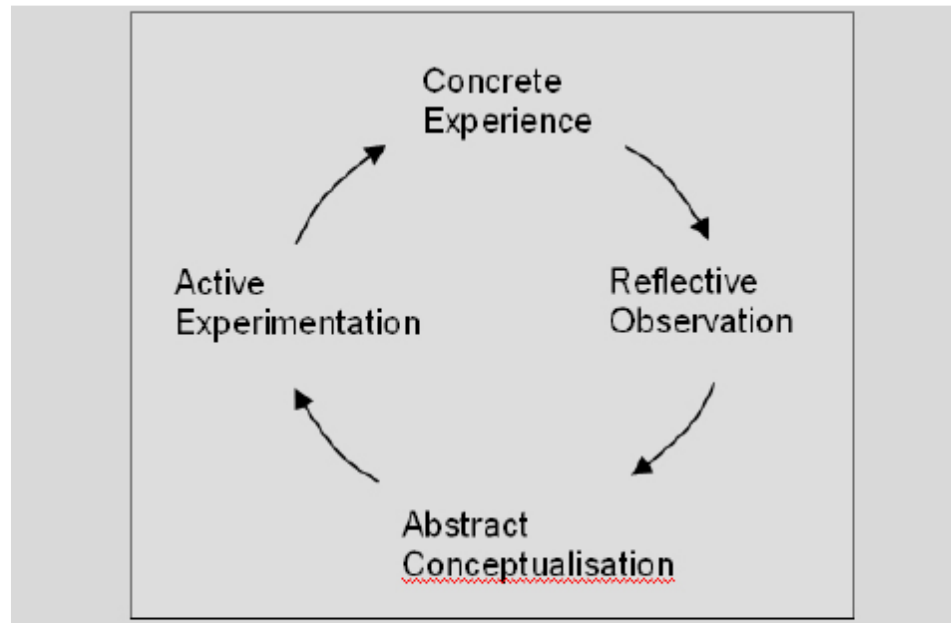 Concrete
Experience
Active
Experimentation
Reflective
Observation
Abstract
Conceptualisation